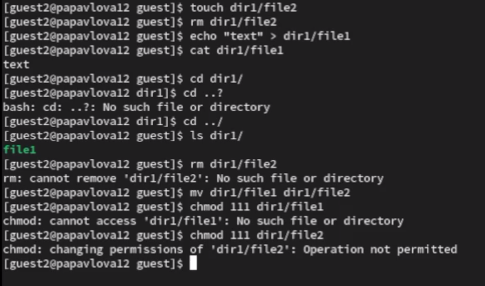 [guest2@papavlova12 guest]$ touch dir1/file2
[guest2@papavlova12 guest]$ rm dir1/file2
[guest2@papavlova12 guest]$ echo "text" > dir1/file1
[guest2@papavlova12 guest]$ cat dir1/file1
text
[guest2@papavlova12 guest]$ cd dir1/
[guest2@papavlova12 dir1]$ cd ..?
bash: cd: ..?: No such file or directory
[guest2@papavlova12 dir1]$ cd ../
[guest2@papavlova12 guest]$ ls dir1/
file1
[guest2@papavlova12 guest]$ rm dir1/file2
rm: cannot remove 'dir1/file2': No such file or directory
[guest2@papavlova12 guest]$ mv dir1/file1 dir1/file2
[guest2@papavlova12 guest]$ chmod 111 dir1/file1
chmod: cannot access 'dir1/file1': No such file or directory
[guest2@papavlova12 guest]$ chmod 111 dir1/file2
chmod: changing permissions of 'dir1/file2': Operation not permitted
[guest2@papavlova12 guest]$